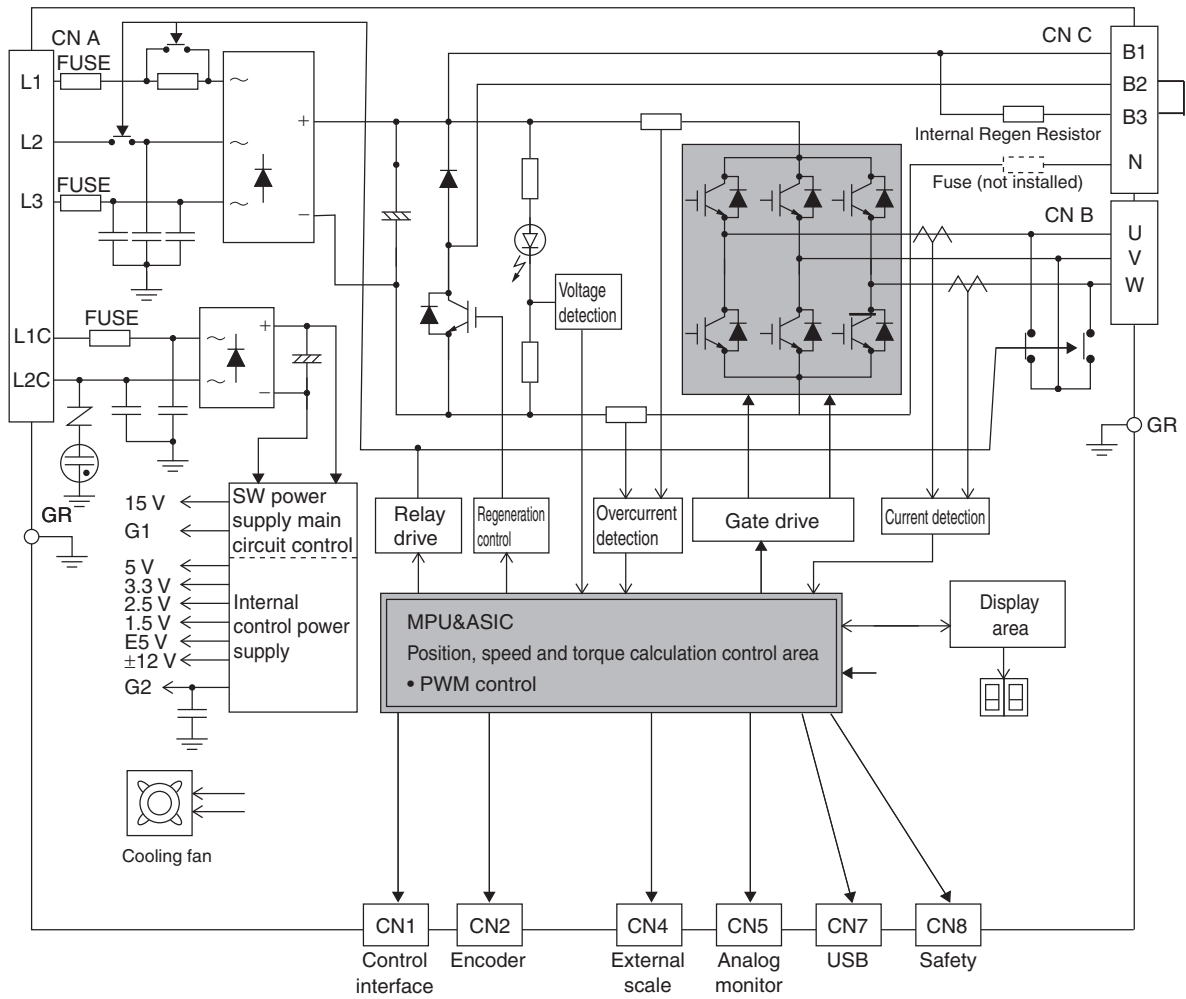 CN A
FUSE
L1
L2
FUSE
L3
FUSE
L1C
L2C
GR
CN C
B1
B2
B3
Internal Regen Resistor
N
Fuse (not installed)
CN B
U
V
W
GR
+
−
+
−
Voltage
detection
15 V
G1
5 V
3.3 V
2.5 V
1.5 V
E5 V
±12 V
G2
SW power
supply main
circuit control
Internal
control power
supply
Relay
drive
Regeneration
control
Overcurrent
detection
Gate drive
Current detection
MPU&ASIC
Position, speed and torque calculation control area
• PWM control
Display
area
88
Cooling fan
CN1
CN2
CN4
CN5
CN7
CN8
Control
interface
Encoder
External
scale
Analog
monitor
USB
Safety